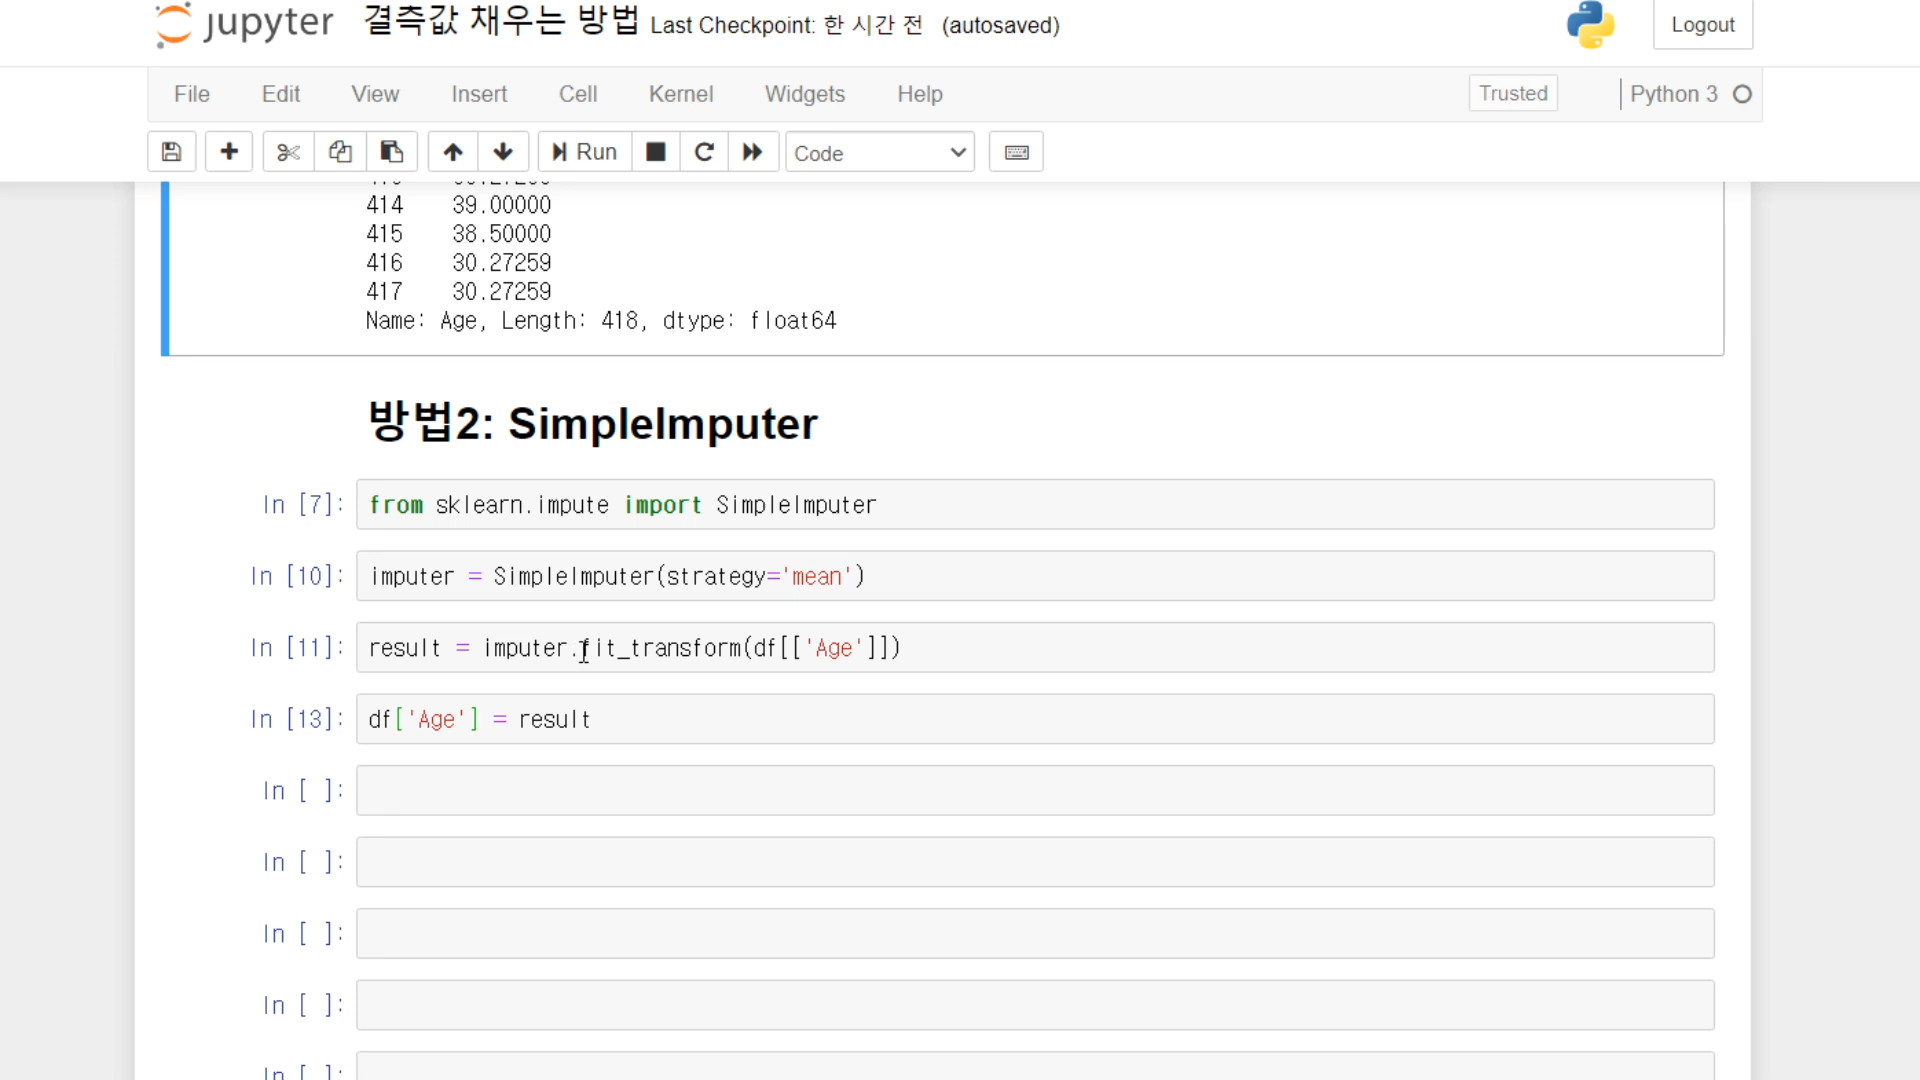 jupyter 결측값 채우는 방법 Last Checkpoint: 한 시간 전 (autosaved) Logout
File Edit View Insert Cell Kernel Widgets Help Trusted Python 3
Run Code
414 39.00000
415 38.50000
416 30.27259
417 30.27259
Name: Age, Length: 418, dtype: float64
방법2: SimpleImputer
In [7]: from sklearn.impute import SimpleImputer
In [10]: imputer = SimpleImputer(strategy='mean')
In [11]: result = imputer.fit_transform(df[['Age']])
In [13]: df['Age'] = result
In [ ]:
In [ ]:
In [ ]:
In [ ]:
In [ ]: